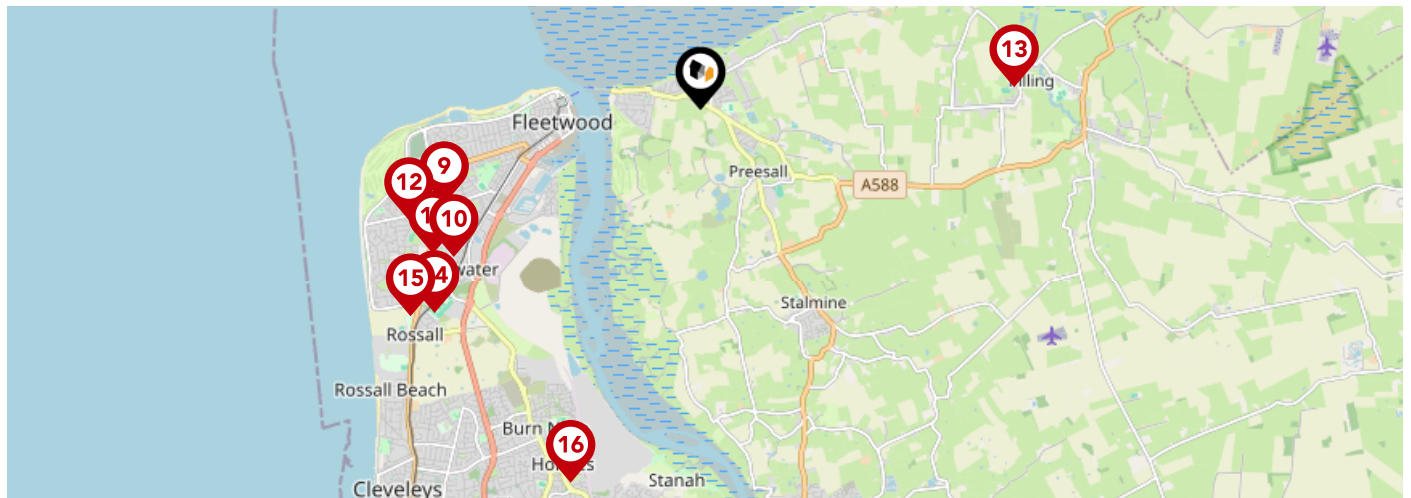 13
Fleetwood
9
12
Preesall
A588
10
15
Stalmine
Rossall
Rossall Beach
16
Stanah
Cleveleys